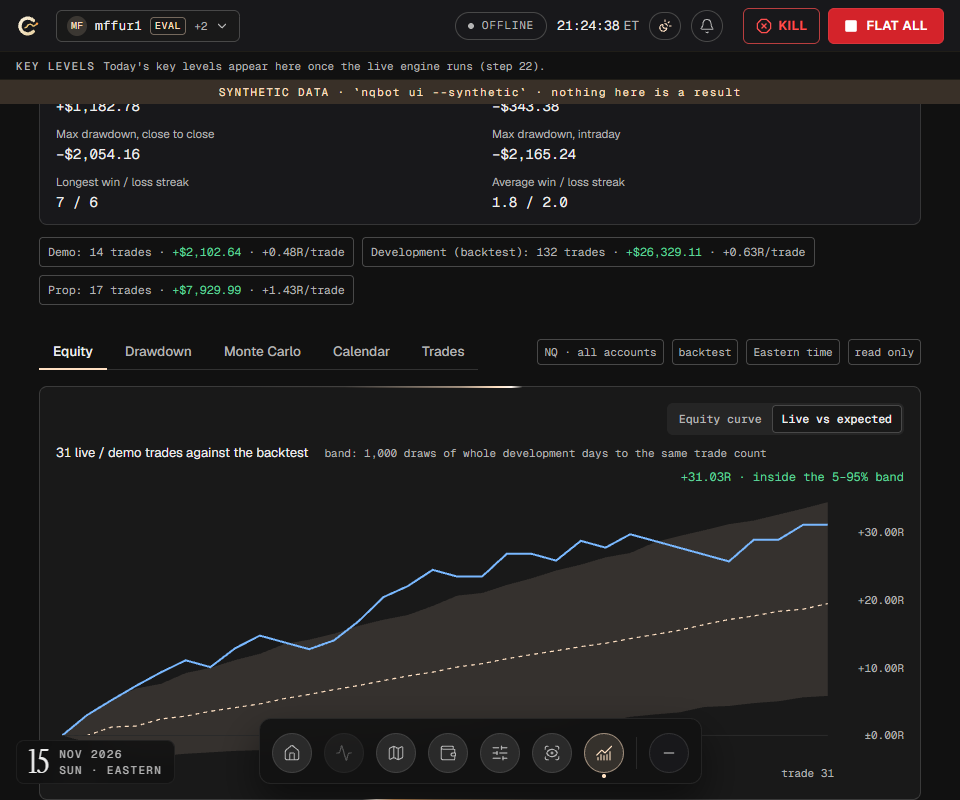 MF mffur1 EVAL +2 OFFLINE 21:24:38 ET KILL FLAT ALL
KEY LEVELS Today's key levels appear here once the live engine runs (step 22).
SYNTHETIC DATA · `nqbot ui --synthetic` · nothing here is a result
+$1,182.78 −$343.38
Max drawdown, close to close Max drawdown, intraday
−$2,054.16 −$2,165.24
Longest win / loss streak Average win / loss streak
7 / 6 1.8 / 2.0
Demo: 14 trades · +$2,102.64 · +0.48R/trade Development (backtest): 132 trades · +$26,329.11 · +0.63R/trade
Prop: 17 trades · +$7,929.99 · +1.43R/trade
Equity Drawdown Monte Carlo Calendar Trades NQ · all accounts backtest Eastern time read only
Equity curve Live vs expected
31 live / demo trades against the backtest band: 1,000 draws of whole development days to the same trade count
+31.03R · inside the 5–95% band
+30.00R
+20.00R
+10.00R
±0.00R
15 NOV 2026
SUN · EASTERN
trade 31